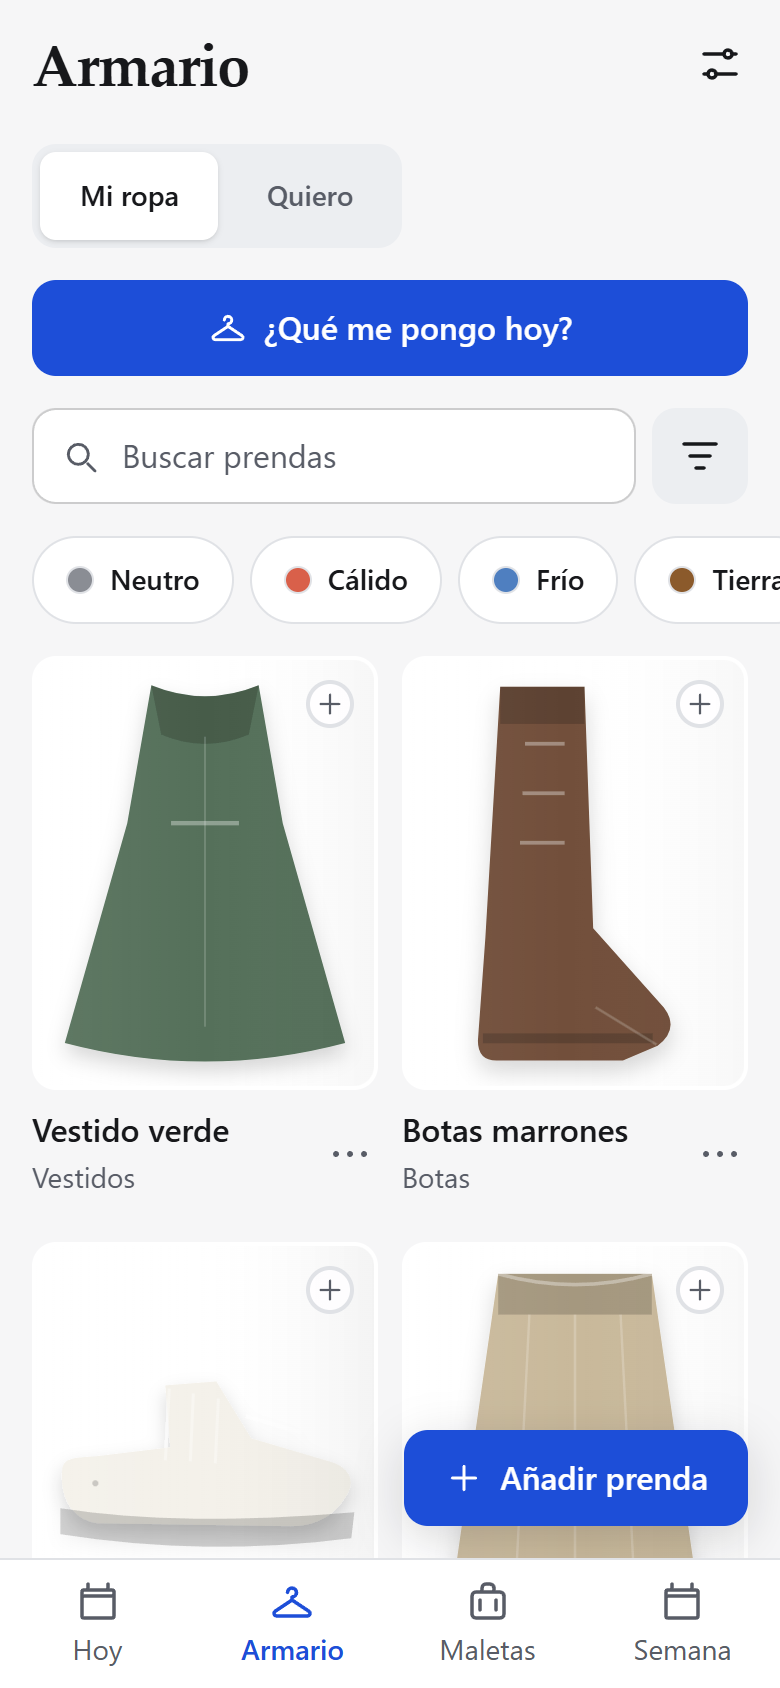 Armario
Mi ropa
Quiero
¿Qué me pongo hoy?
Buscar prendas
Neutro
Cálido
Frío
Tierra
Vestido verde
Vestidos
Botas marrones
Botas
Añadir prenda
Hoy
Armario
Maletas
Semana